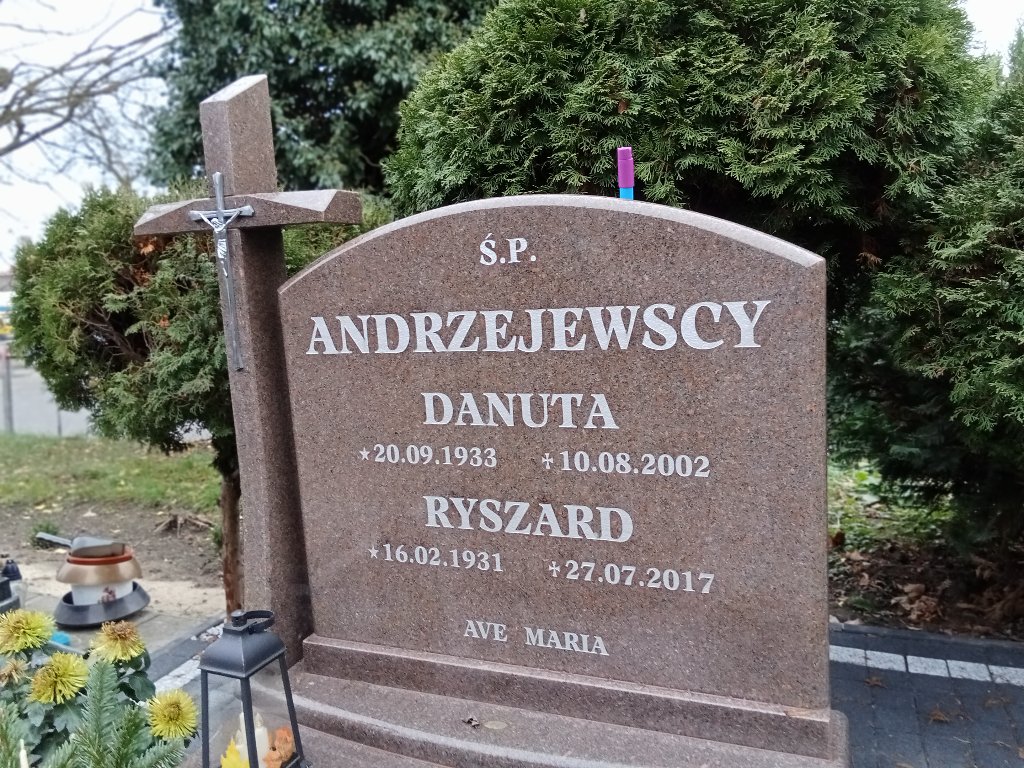 Ś.P.
ANDRZEJEWSCY
DANUTA
★20.09.1933 ✝10.08.2002
RYSZARD
★16.02.1931 ✝27.07.2017
AVE MARIA